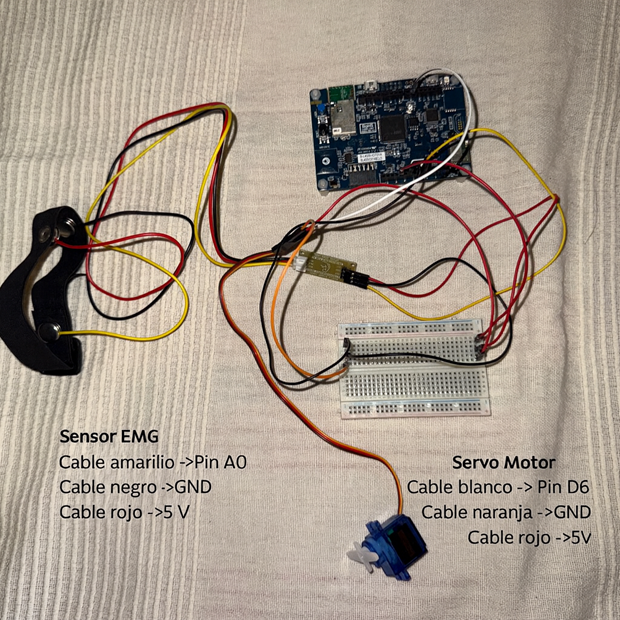 Sensor EMG
Cable amarilio ->Pin A0
Cable negro ->GND
Cable rojo ->5 V
Servo Motor
Cable blanco -> Pin D6
Cable naranja ->GND
Cable rojo ->5V